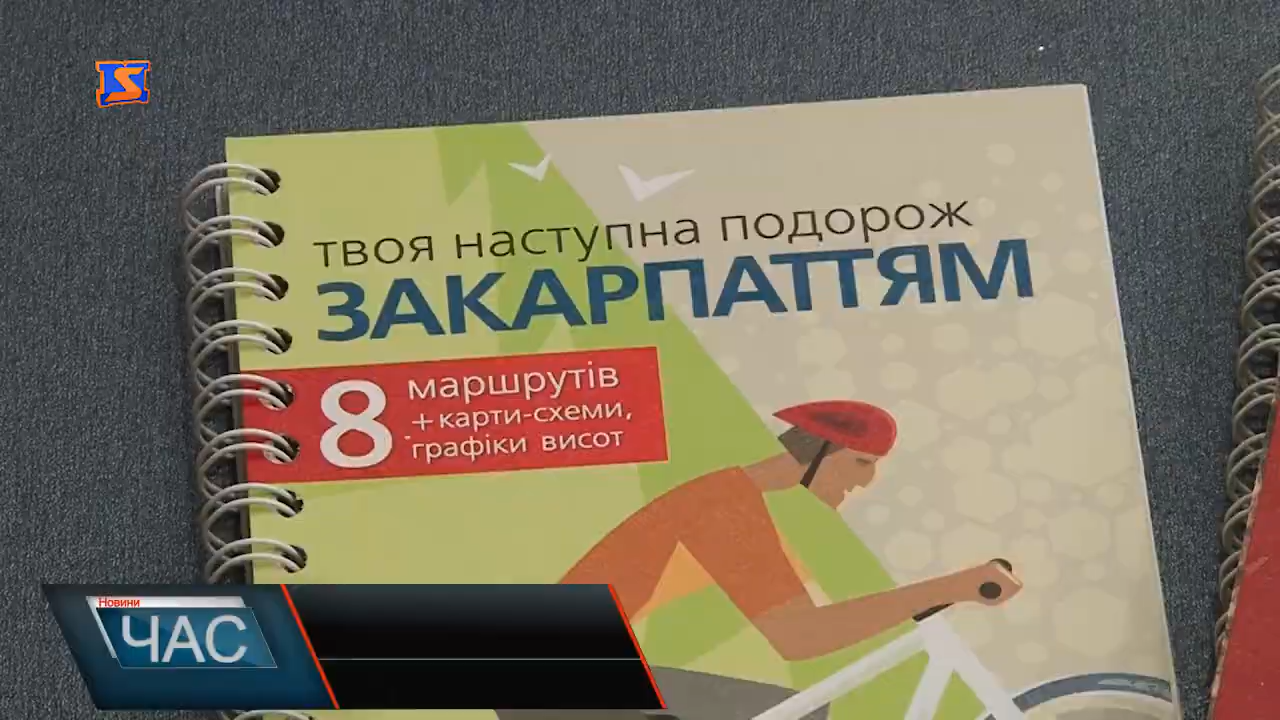 твоя наступна подорож
ЗАКАРПАТТЯМ
8
маршрутів
+ карти-схеми,
графіки висот
Новини
ЧАС